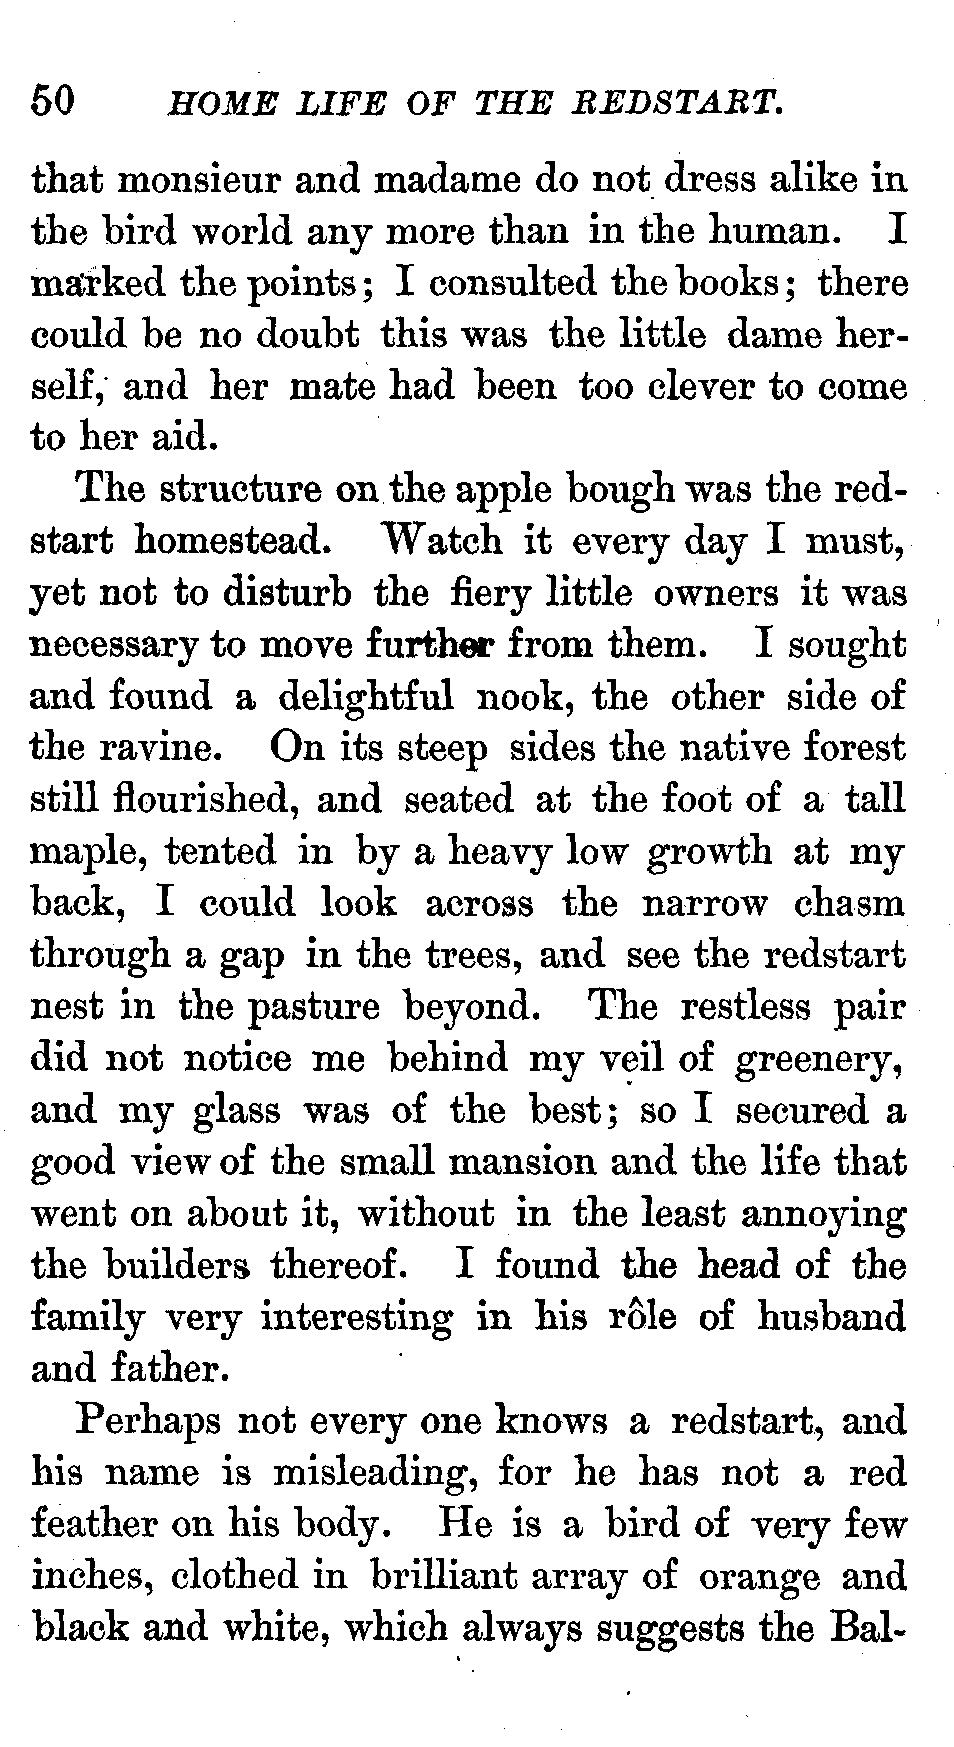 50 HOME LIFE OF THE REDSTART.
that monsieur and madame do not dress alike in
the bird world any more than in the human. I
marked the points; I consulted the books; there
could be no doubt this was the little dame her-
self, and her mate had been too clever to come
to her aid.
The structure on the apple bough was the red-
start homestead. Watch it every day I must,
yet not to disturb the fiery little owners it was
necessary to move further from them. I sought
and found a delightful nook, the other side of
the ravine. On its steep sides the native forest
still flourished, and seated at the foot of a tall
maple, tented in by a heavy low growth at my
back, I could look across the narrow chasm
through a gap in the trees, and see the redstart
nest in the pasture beyond. The restless pair
did not notice me behind my veil of greenery,
and my glass was of the best; so I secured a
good view of the small mansion and the life that
went on about it, without in the least annoying
the builders thereof. I found the head of the
family very interesting in his rôle of husband
and father.
Perhaps not every one knows a redstart, and
his name is misleading, for he has not a red
feather on his body. He is a bird of very few
inches, clothed in brilliant array of orange and
black and white, which always suggests the Bal-